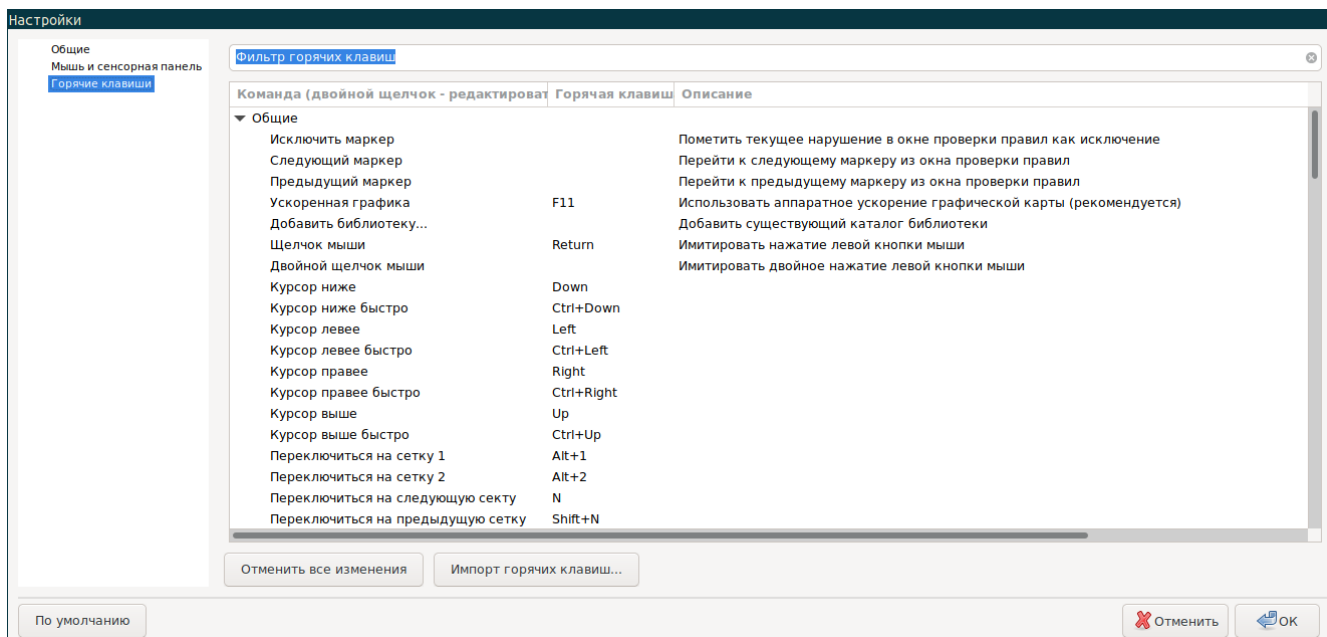 Настройки
Общие
Мышь и сенсорная панель
Горячие клавиши
Фильтр горячих клавиш
Команда (двойной щелчок - редактироват Горячая клавиш Описание
Общие
Исключить маркер Пометить текущее нарушение в окне проверки правил как исключение
Следующий маркер Перейти к следующему маркеру из окна проверки правил
Предыдущий маркер Перейти к предыдущему маркеру из окна проверки правил
Ускоренная графика F11 Использовать аппаратное ускорение графической карты (рекомендуется)
Добавить библиотеку... Добавить существующий каталог библиотеки
Щелчок мыши Return Имитировать нажатие левой кнопки мыши
Двойной щелчок мыши Имитировать двойное нажатие левой кнопки мыши
Курсор ниже Down
Курсор ниже быстро Ctrl+Down
Курсор левее Left
Курсор левее быстро Ctrl+Left
Курсор правее Right
Курсор правее быстро Ctrl+Right
Курсор выше Up
Курсор выше быстро Ctrl+Up
Переключиться на сетку 1 Alt+1
Переключиться на сетку 2 Alt+2
Переключиться на следующую секту N
Переключиться на предыдущую сетку Shift+N
Отменить все изменения Импорт горячих клавиш...
По умолчанию Отменить ОК